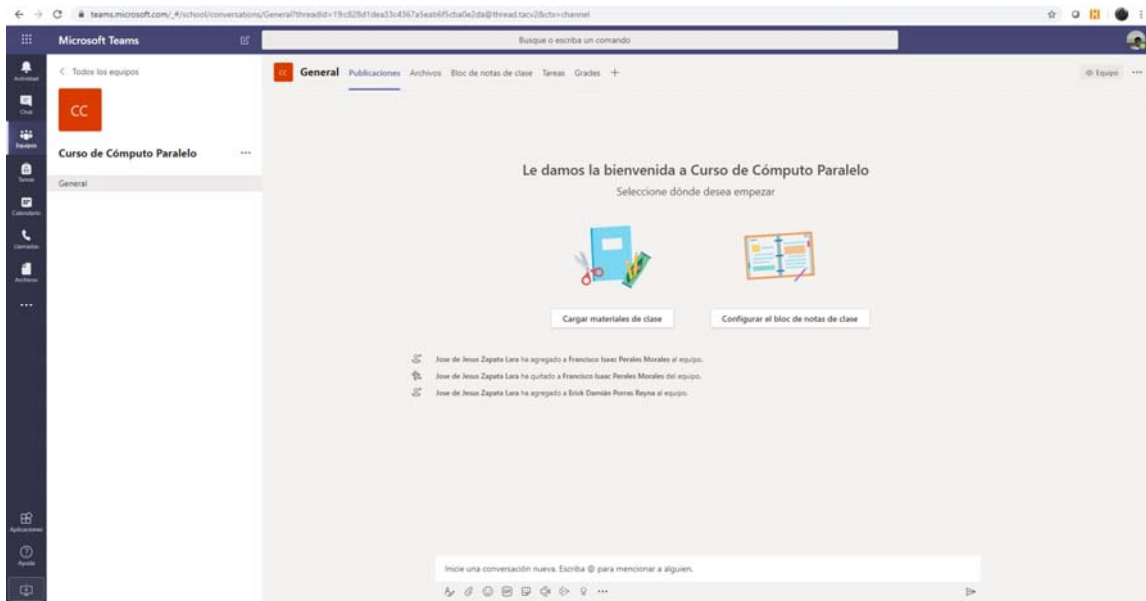 teams.microsoft.com/_#/school/conversations/General?threadId=19:c828d1dea33c4367a5eab6f5cba0e2da@thread.tacv2&ctx=channel
Microsoft Teams
Busque o escriba un comando
Actividad
Chat
Equipos
Tareas
Calendario
Llamadas
Archivos
Aplicaciones
Ayuda
Todos los equipos
CC
Curso de Cómputo Paralelo
General
CC General Publicaciones Archivos Bloc de notas de clase Tareas Grades
Equipo
Le damos la bienvenida a Curso de Cómputo Paralelo
Seleccione dónde desea empezar
Cargar materiales de clase
Configurar el bloc de notas de clase
Jose de Jesus Zapata Lara ha agregado a Francisco Isaac Perales Morales al equipo.
Jose de Jesus Zapata Lara ha quitado a Francisco Isaac Perales Morales del equipo.
Jose de Jesus Zapata Lara ha agregado a Erick Damián Porras Reyna al equipo.
Inicie una conversación nueva. Escriba @ para mencionar a alguien.
GIF